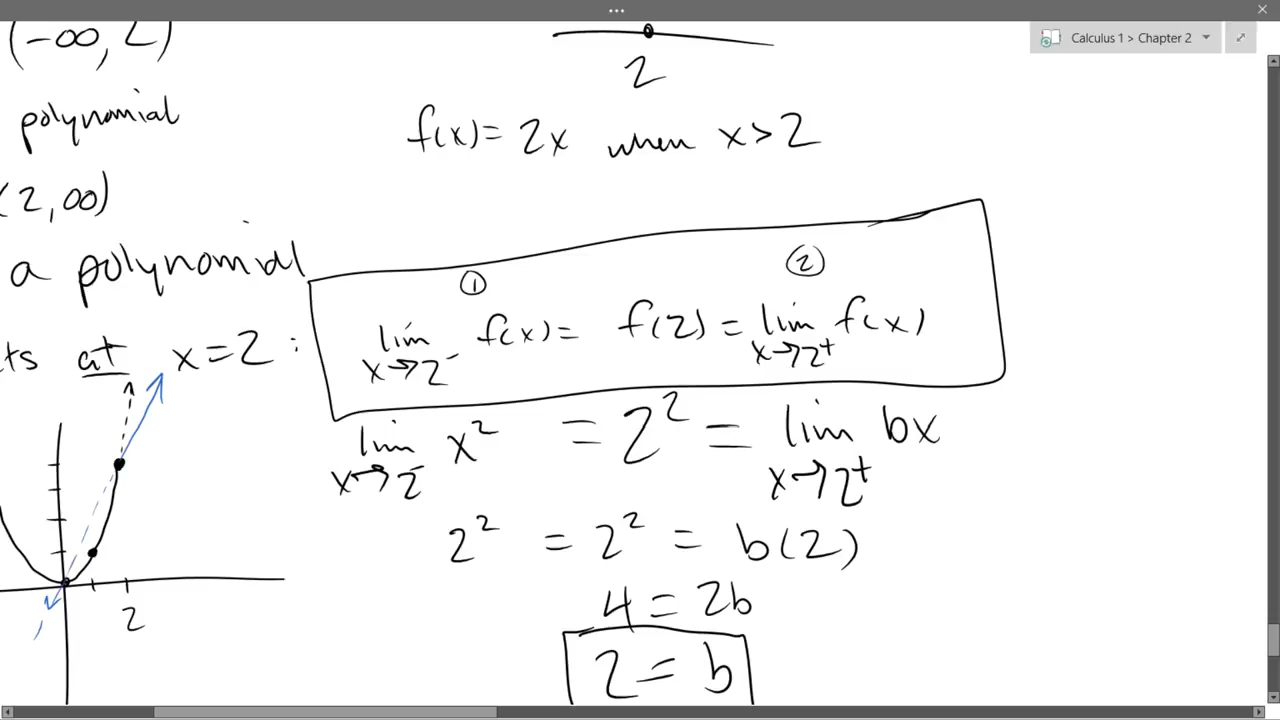 Calculus 1 > Chapter 2
(-∞, 2)
2
polynomial
f(x) = 2x when x > 2
(2, ∞)
a polynomial
① ②
lim x→2⁻ f(x) = f(2) = lim x→2⁺ f(x)
ts at x = 2 :
lim x→2⁻ x² = 2² = lim x→2⁺ bx
2² = 2² = b(2)
4 = 2b
2
2 = b